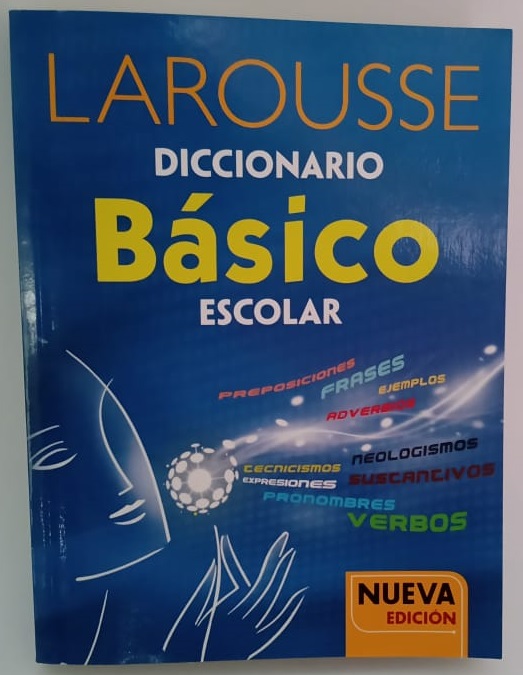 LAROUSSE
DICCIONARIO
Básico
ESCOLAR
PREPOSICIONES
FRASES
EJEMPLOS
ADVERBIOS
NEOLOGISMOS
TECNICISMOS
EXPRESIONES
SUSTANTIVOS
PRONOMBRES
VERBOS
NUEVA
EDICIÓN